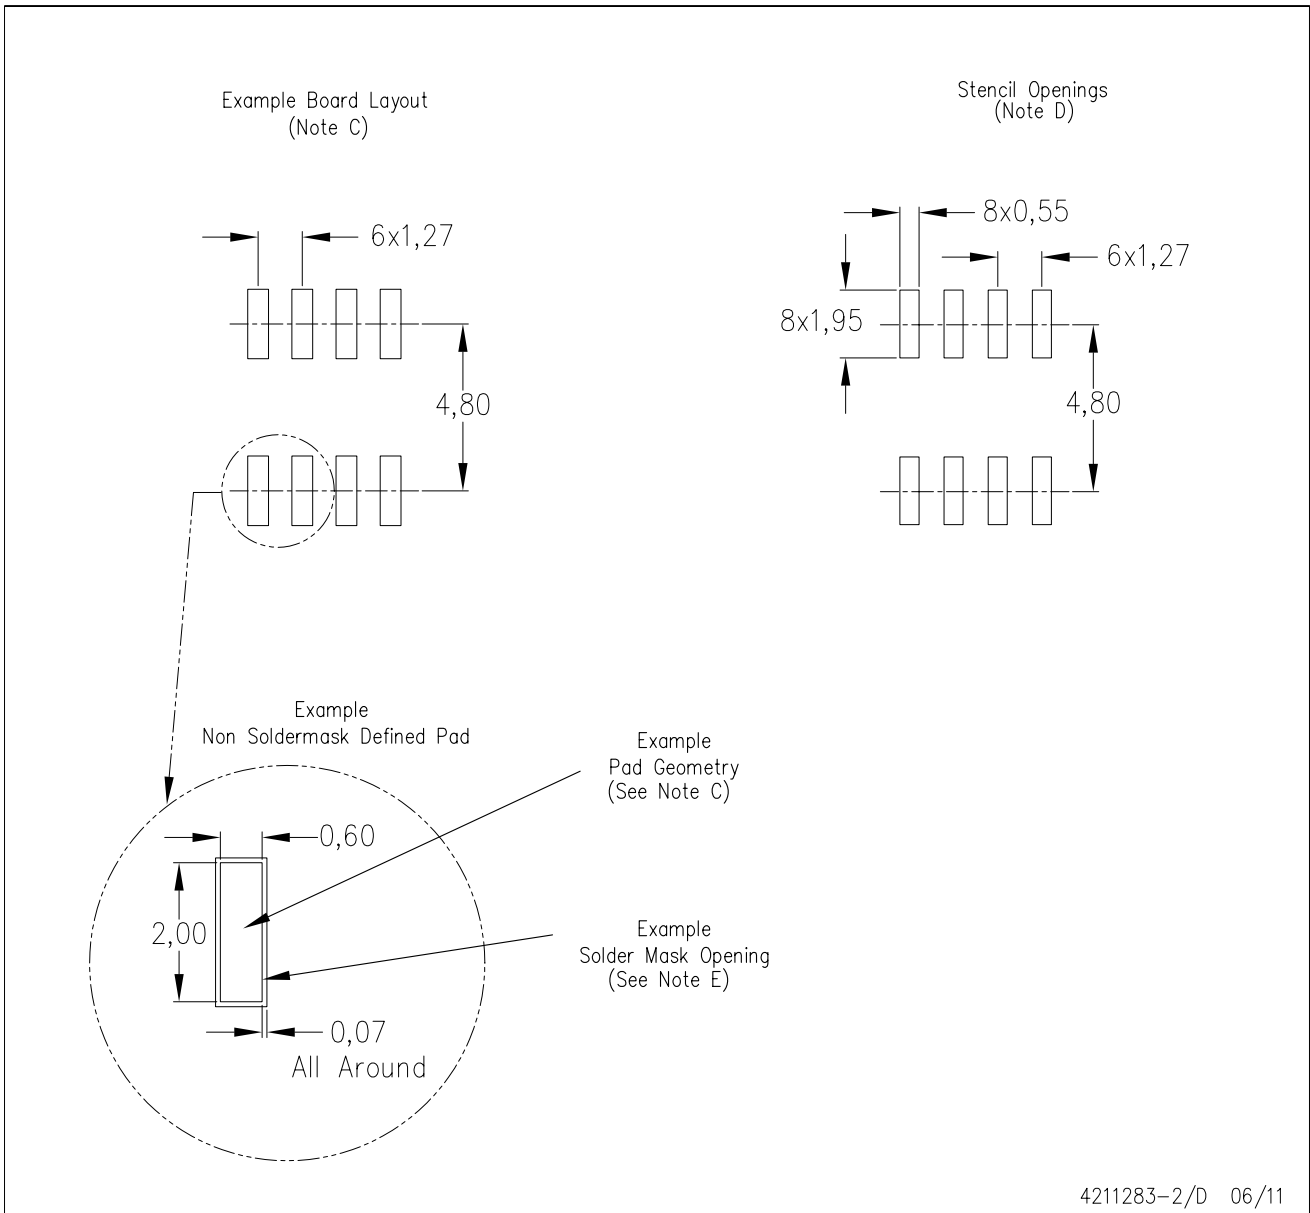 Example Board Layout
(Note C)
Stencil Openings
(Note D)
6x1,27
4,80
8x0,55
6x1,27
8x1,95
4,80
Example
Non Soldermask Defined Pad
Example
Pad Geometry
(See Note C)
0,60
2,00
Example
Solder Mask Opening
(See Note E)
0,07
All Around
4211283-2/D 06/11